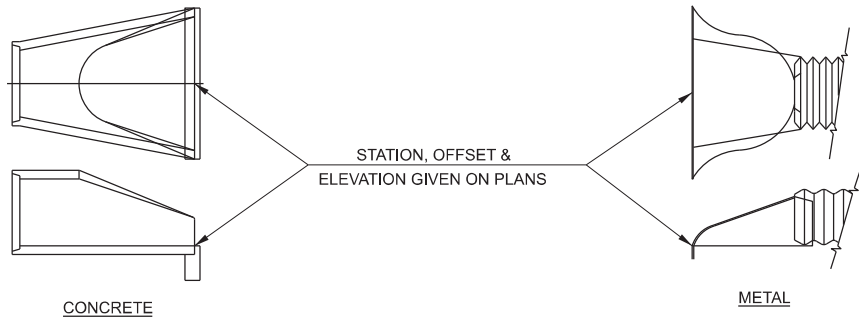 STATION, OFFSET &
ELEVATION GIVEN ON PLANS
CONCRETE
METAL